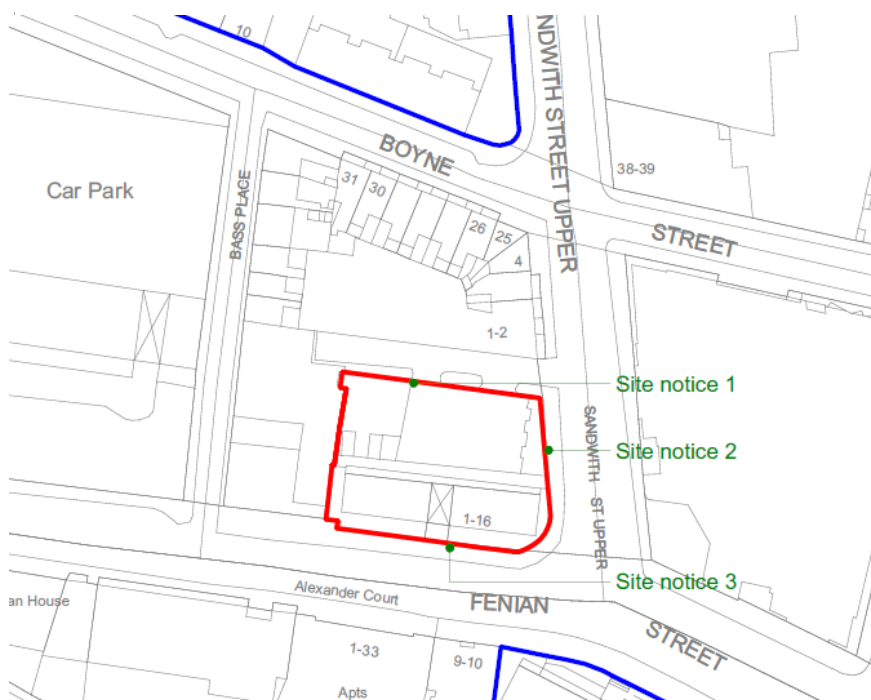 10
NDWITH STREET UPPER
BOYNE
38-39
Car Park
31
30
BASS PLACE
26
25
STREET
4
1-2
Site notice 1
SANDWITH ST UPPER
Site notice 2
1-16
Site notice 3
Alexander Court
an House
FENIAN
STREET
1-33
9-10
Apts